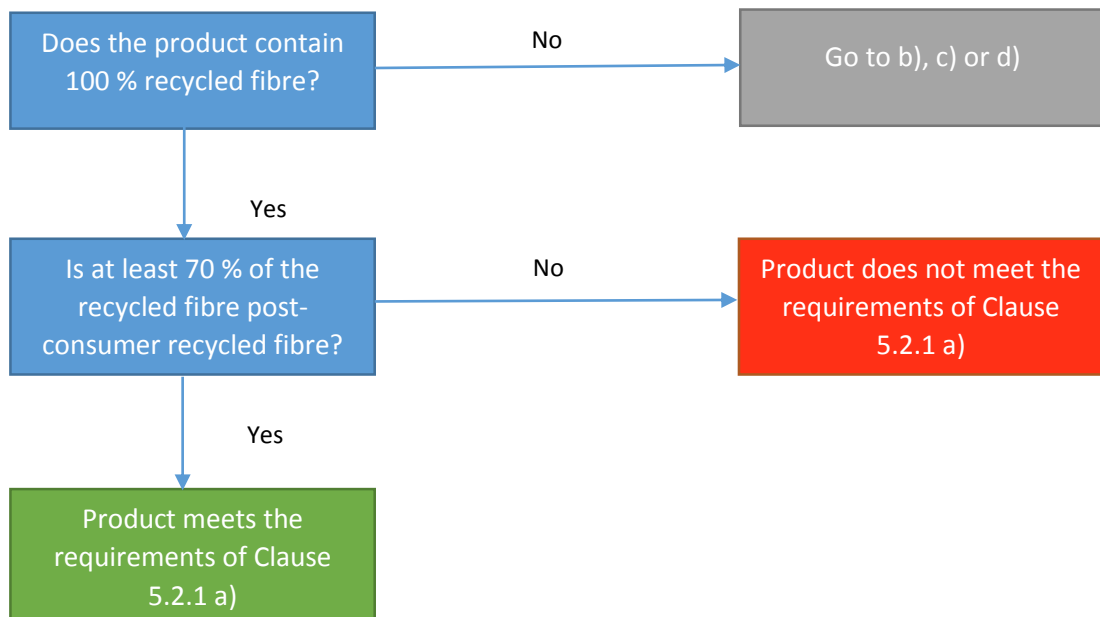 Does the product contain
100 % recycled fibre?
No
Go to b), c) or d)
Yes
Is at least 70 % of the
recycled fibre post-
consumer recycled fibre?
No
Product does not meet the
requirements of Clause
5.2.1 a)
Yes
Product meets the
requirements of Clause
5.2.1 a)